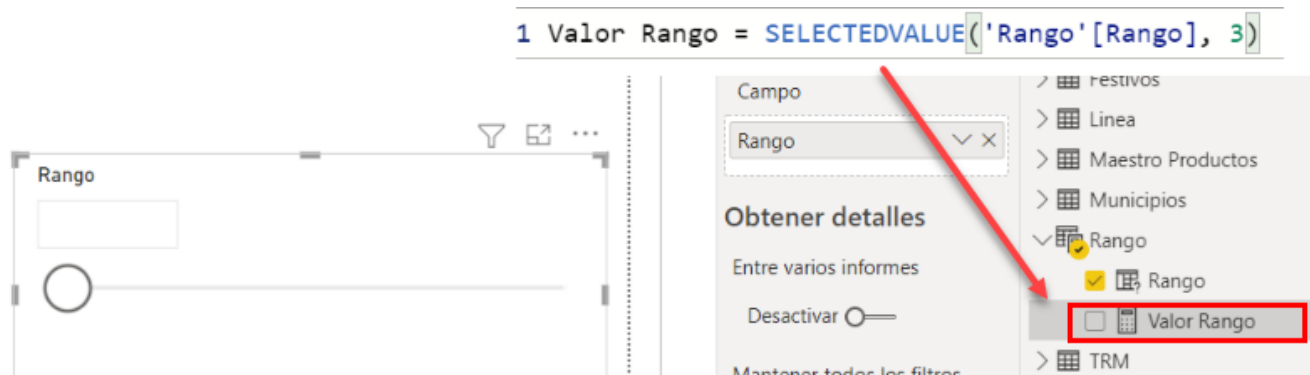 1 Valor Rango = SELECTEDVALUE('Rango'[Rango], 3)
Rango
Campo
Rango
Obtener detalles
Entre varios informes
Desactivar
Mantener todos los filtros
Festivos
Linea
Maestro Productos
Municipios
Rango
Rango
Valor Rango
TRM